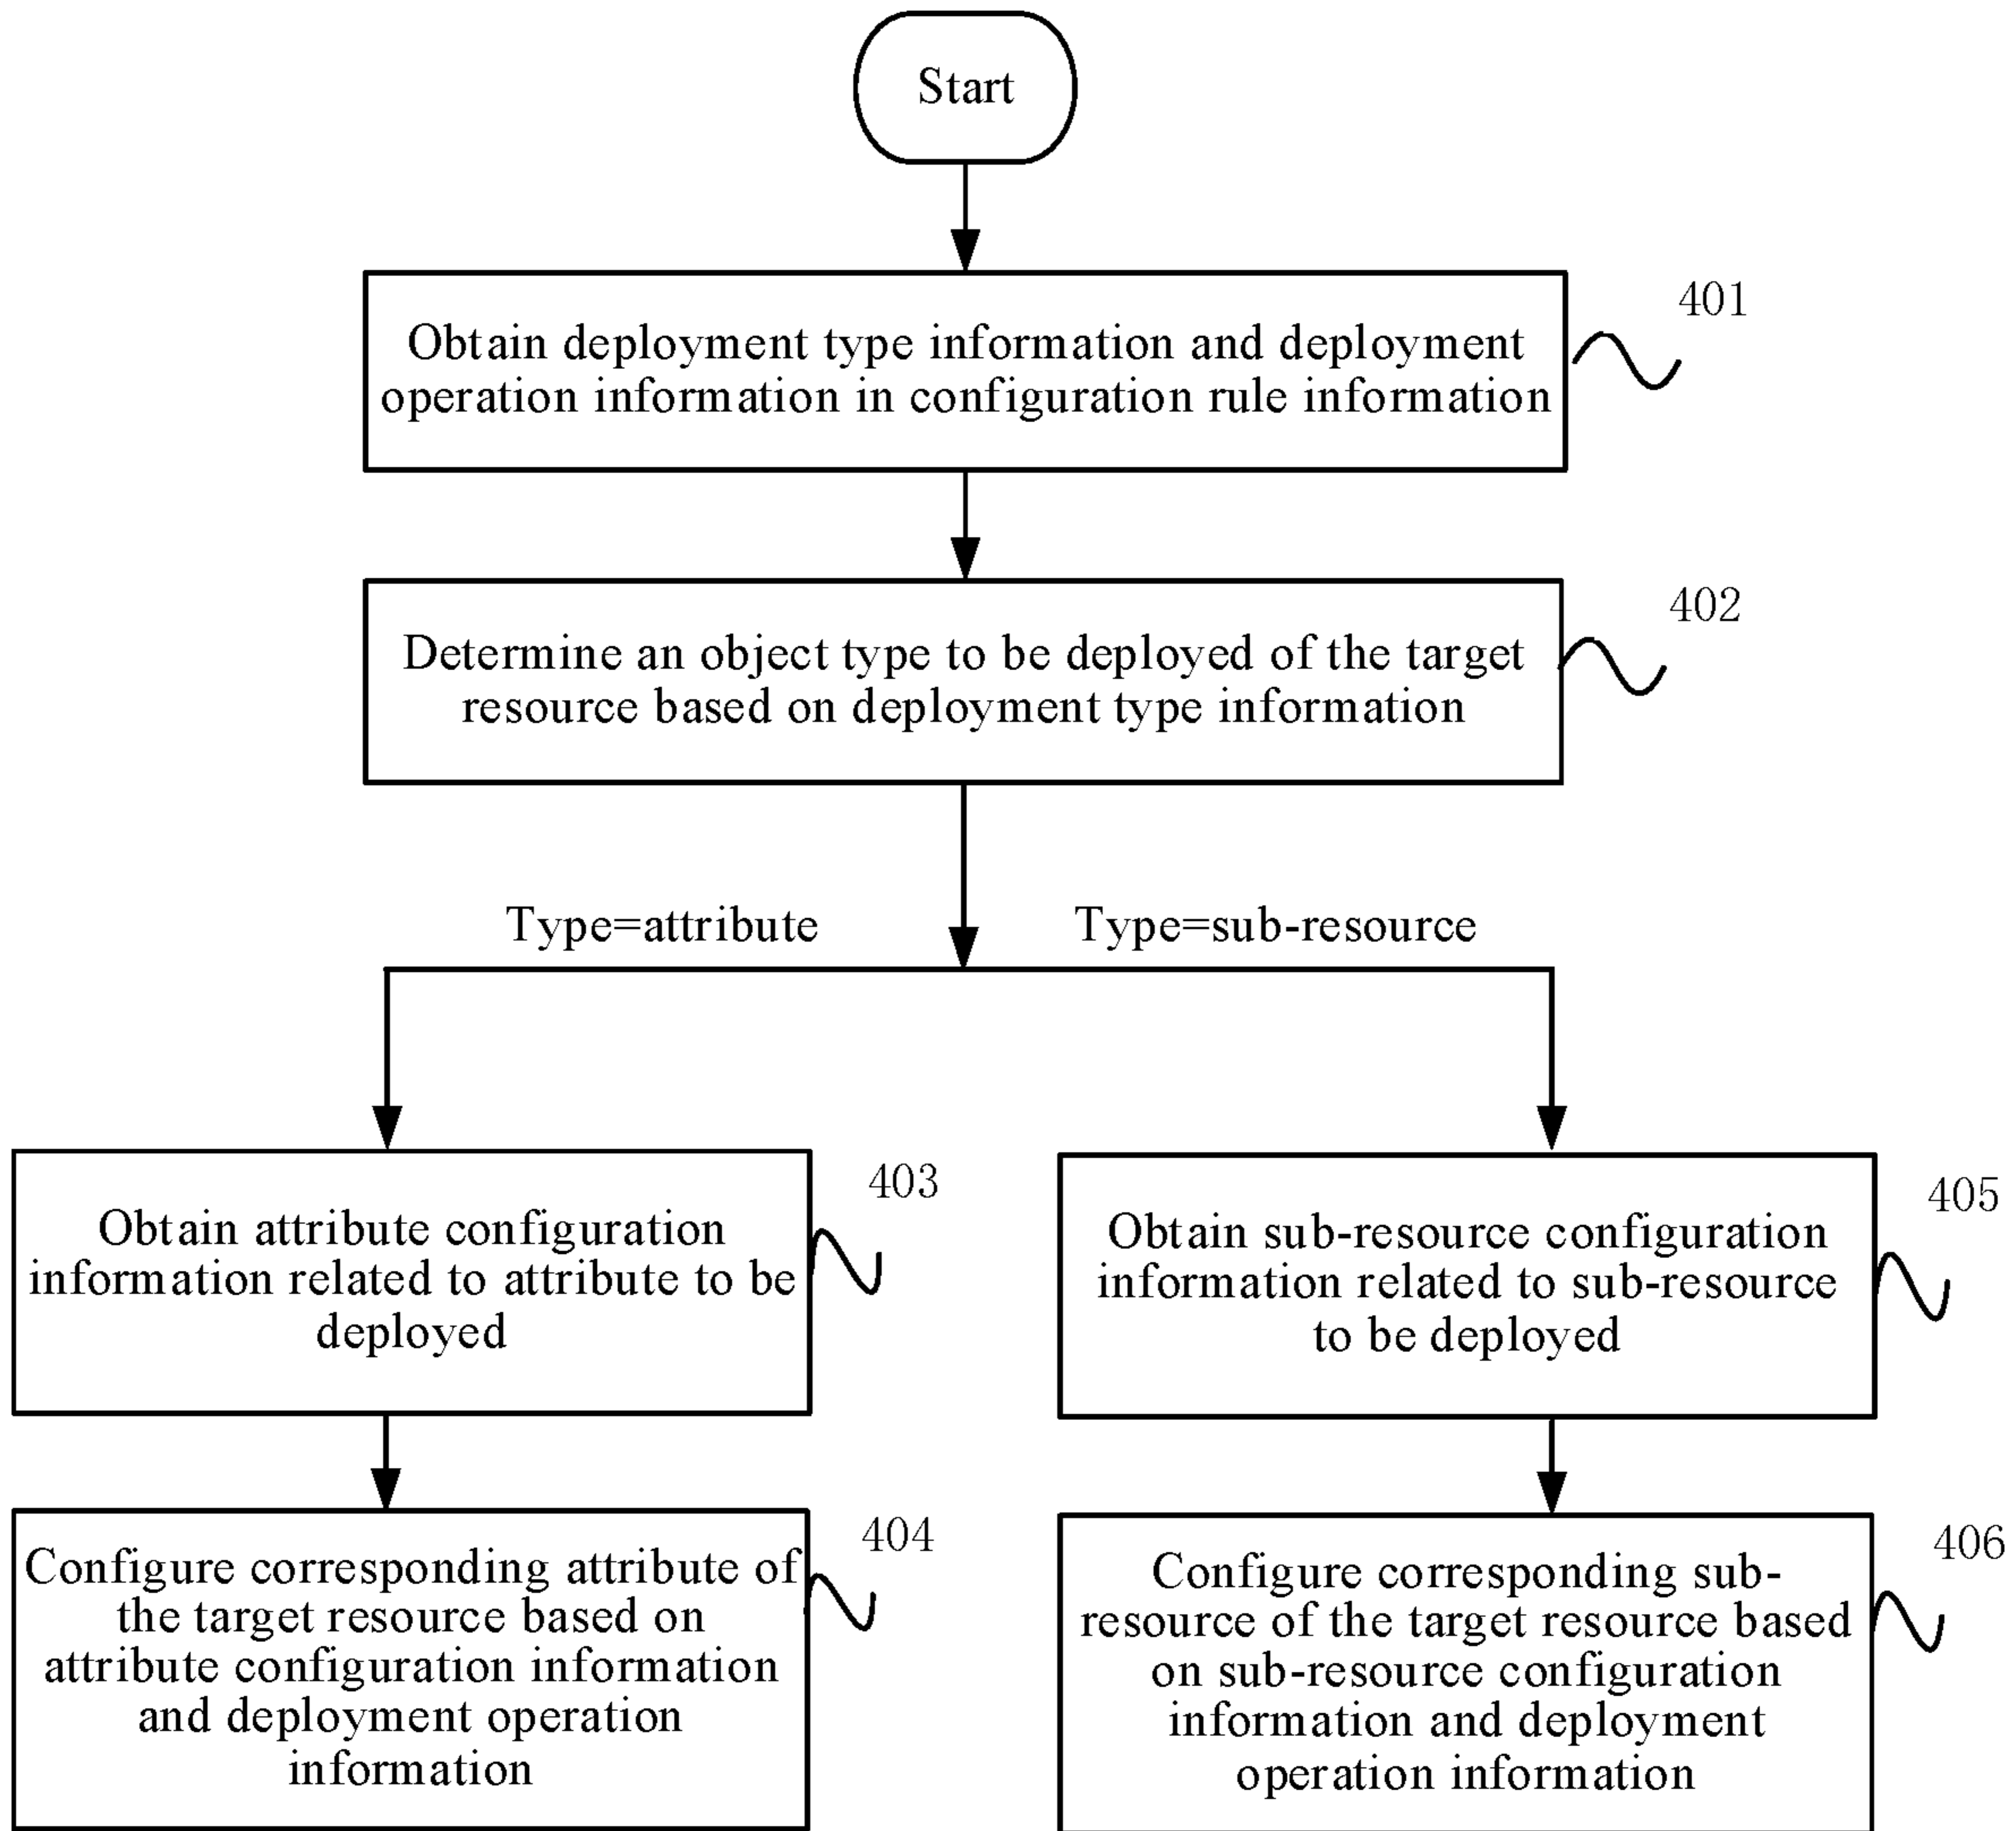 Start
401
Obtain deployment type information and deployment
operation information in configuration rule information
402
Determine an object type to be deployed of the target
resource based on deployment type information
Type=attribute
Type=sub-resource
403
Obtain attribute configuration
information related to attribute to be
deployed
405
Obtain sub-resource configuration
information related to sub-resource
to be deployed
404
Configure corresponding attribute of
the target resource based on
attribute configuration information
and deployment operation
information
406
Configure corresponding sub-
resource of the target resource based
on sub-resource configuration
information and deployment
operation information